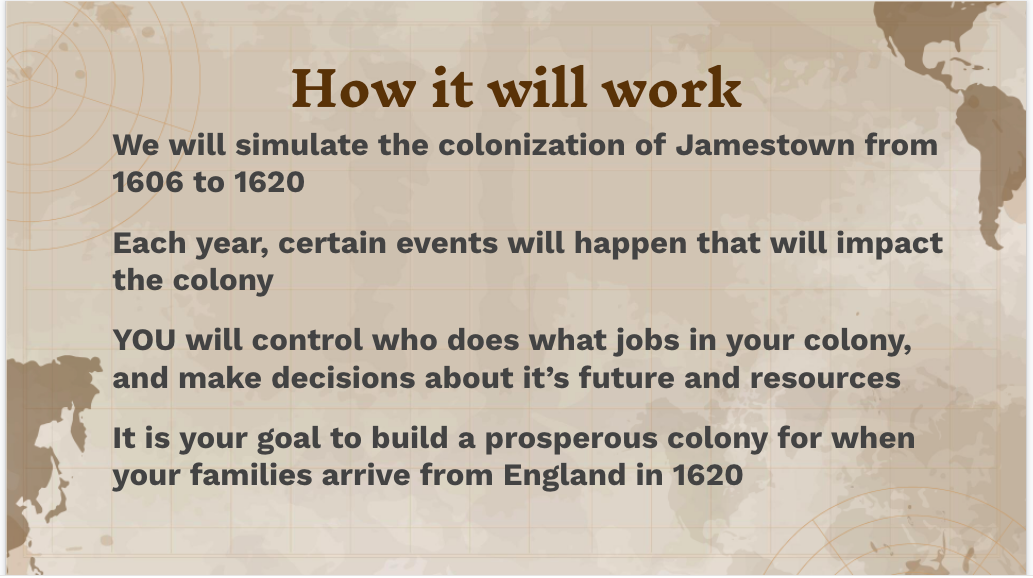 How it will work
We will simulate the colonization of Jamestown from
1606 to 1620
Each year, certain events will happen that will impact
the colony
YOU will control who does what jobs in your colony,
and make decisions about it’s future and resources
It is your goal to build a prosperous colony for when
your families arrive from England in 1620